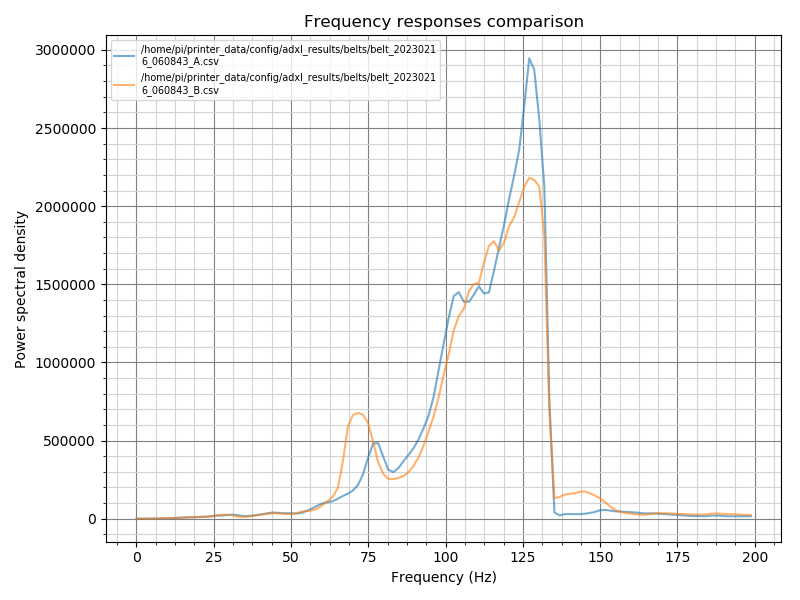 Frequency responses comparison
/home/pi/printer_data/config/adxl_results/belts/belt_2023021
6_060843_A.csv
/home/pi/printer_data/config/adxl_results/belts/belt_2023021
6_060843_B.csv
3000000
2500000
2000000
1500000
1000000
500000
0
Power spectral density
0 25 50 75 100 125 150 175 200
Frequency (Hz)